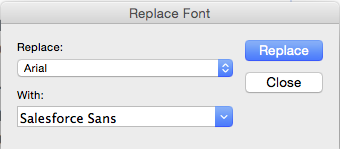 Replace Font
Replace:
Replace
Arial
Close
With:
Salesforce Sans